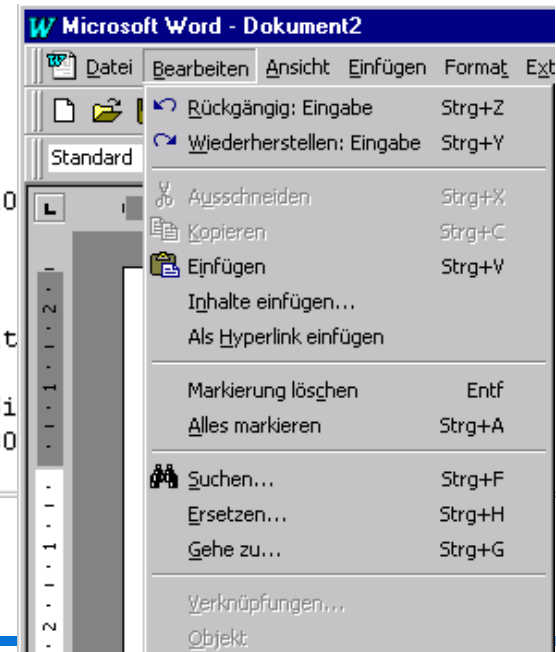 W Microsoft Word - Dokument2
Datei Bearbeiten Ansicht Einfügen Format Ext
Rückgängig: Eingabe Strg+Z
Wiederherstellen: Eingabe Strg+Y
Standard
Ausschneiden Strg+X
Kopieren Strg+C
Einfügen Strg+V
Inhalte einfügen...
Als Hyperlink einfügen
Markierung löschen Entf
Alles markieren Strg+A
Suchen... Strg+F
Ersetzen... Strg+H
Gehe zu... Strg+G
Verknüpfungen...
Objekt